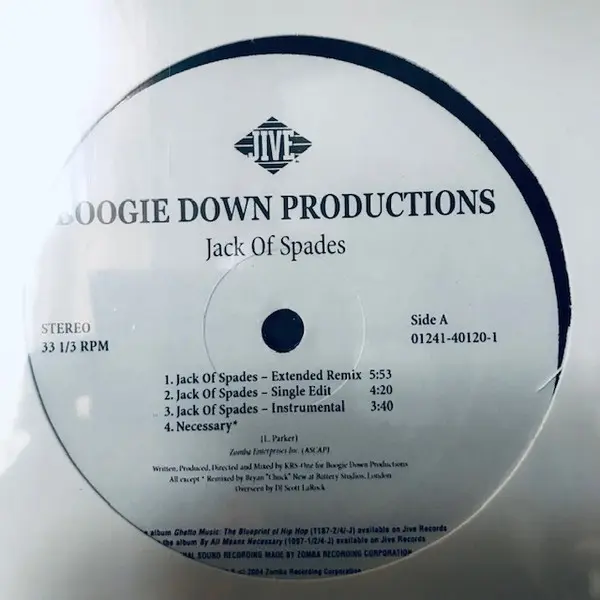 JIVE
BOOGIE DOWN PRODUCTIONS
Jack Of Spades
STEREO
33 1/3 RPM
Side A
01241-40120-1
1. Jack Of Spades – Extended Remix 5:53
2. Jack Of Spades – Single Edit 4:20
3. Jack Of Spades – Instrumental 3:40
4. Necessary*
(L. Parker)
Zomba Enterprises Inc. (ASCAP)
Written, Produced, Directed and Mixed by KRS-One for Boogie Down Productions
All except * Remixed by Bryan "Chuck" New at Battery Studios, London
Overseen by DJ Scott LaRock
album Ghetto Music: The Blueprint of Hip Hop (1187-2/4/-J) available on Jive Records
the album By All Means Necessary (1097-1/2/4-J) available on Jive Records
SOUND RECORDING MADE BY ZOMBA RECORDING CORPORATION
2004 Zomba Recording Corporation